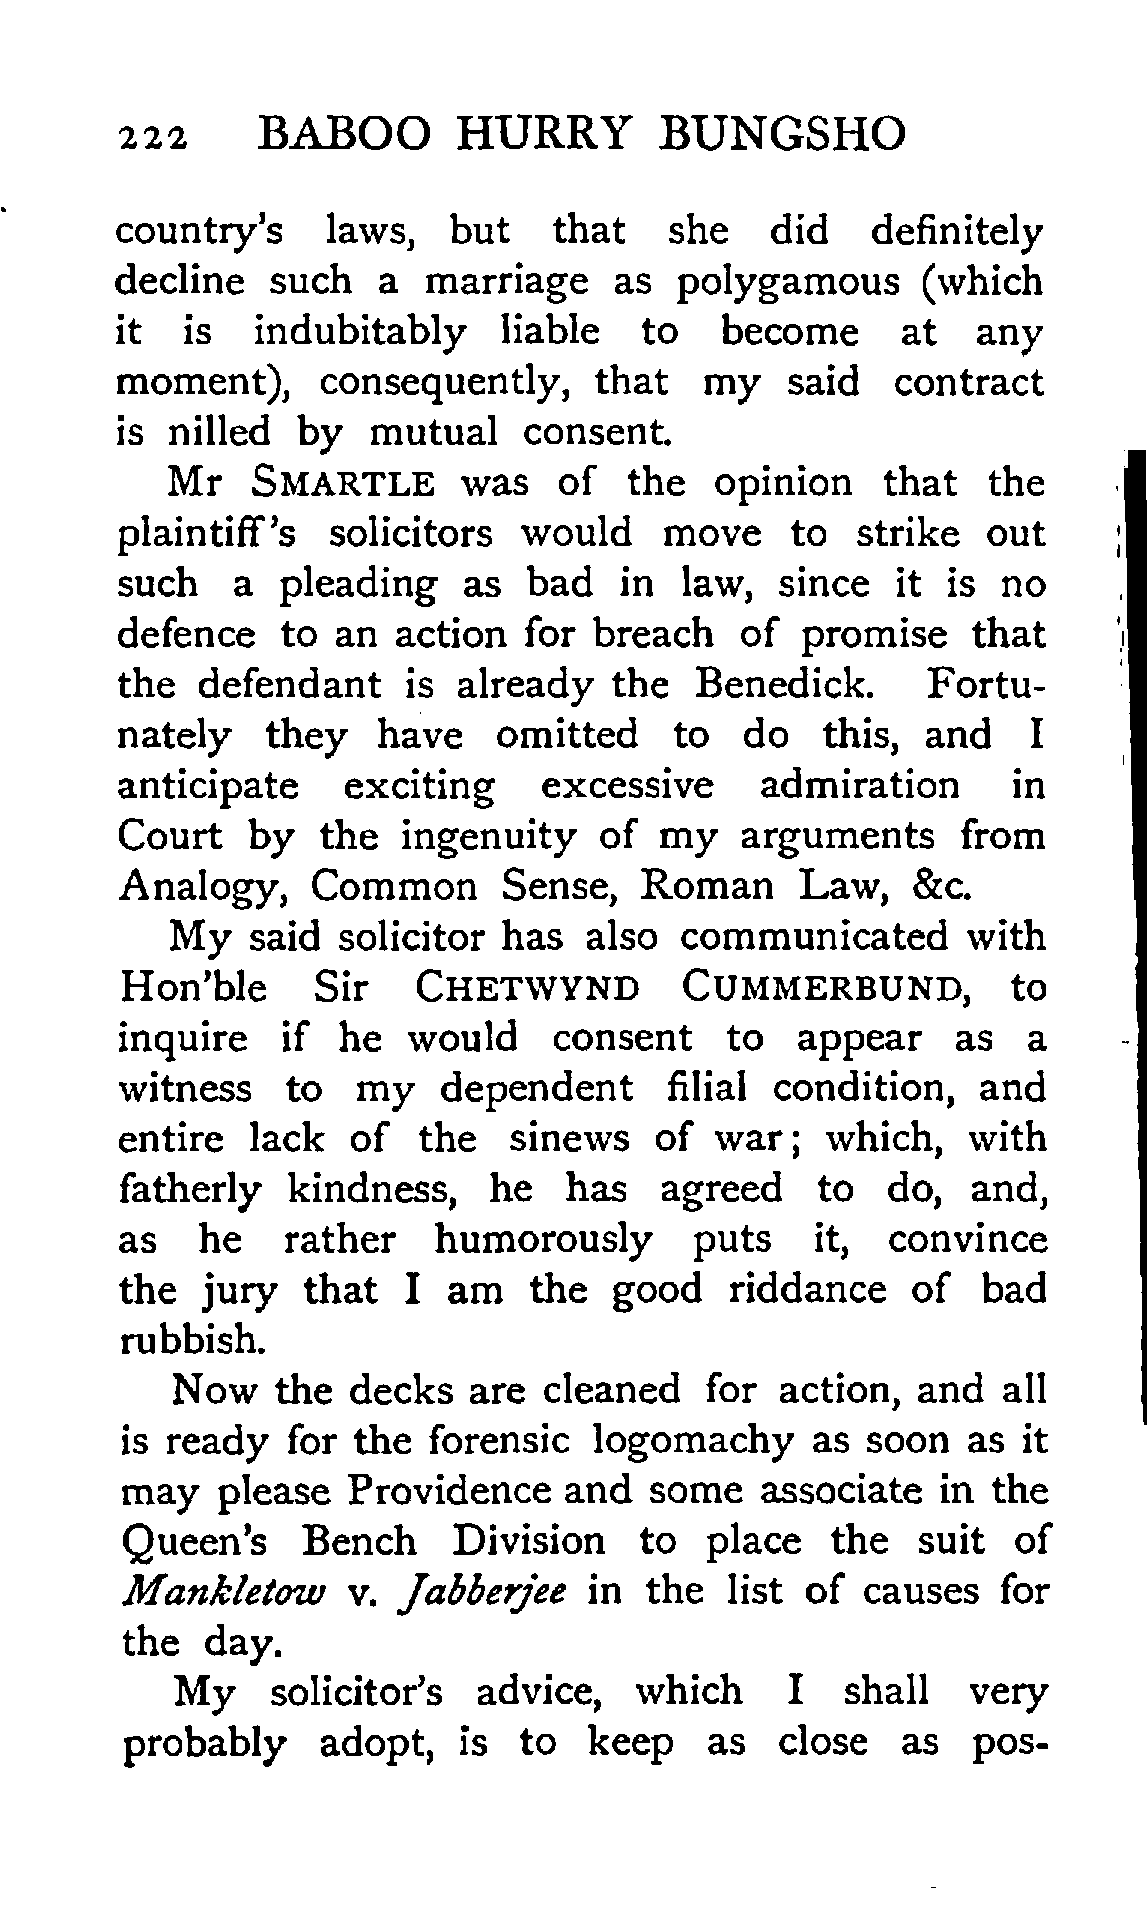 222 BABOO HURRY BUNGSHO
country's laws, but that she did definitely
decline such a marriage as polygamous (which
it is indubitably liable to become at any
moment), consequently, that my said contract
is nilled by mutual consent.
Mr SMARTLE was of the opinion that the
plaintiff's solicitors would move to strike out
such a pleading as bad in law, since it is no
defence to an action for breach of promise that
the defendant is already the Benedick. Fortu-
nately they have omitted to do this, and I
anticipate exciting excessive admiration in
Court by the ingenuity of my arguments from
Analogy, Common Sense, Roman Law, &c.
My said solicitor has also communicated with
Hon'ble Sir CHETWYND CUMMERBUND, to
inquire if he would consent to appear as a
witness to my dependent filial condition, and
entire lack of the sinews of war; which, with
fatherly kindness, he has agreed to do, and,
as he rather humorously puts it, convince
the jury that I am the good riddance of bad
rubbish.
Now the decks are cleaned for action, and all
is ready for the forensic logomachy as soon as it
may please Providence and some associate in the
Queen's Bench Division to place the suit of
Mankletow v. Jabberjee in the list of causes for
the day.
My solicitor's advice, which I shall very
probably adopt, is to keep as close as pos-